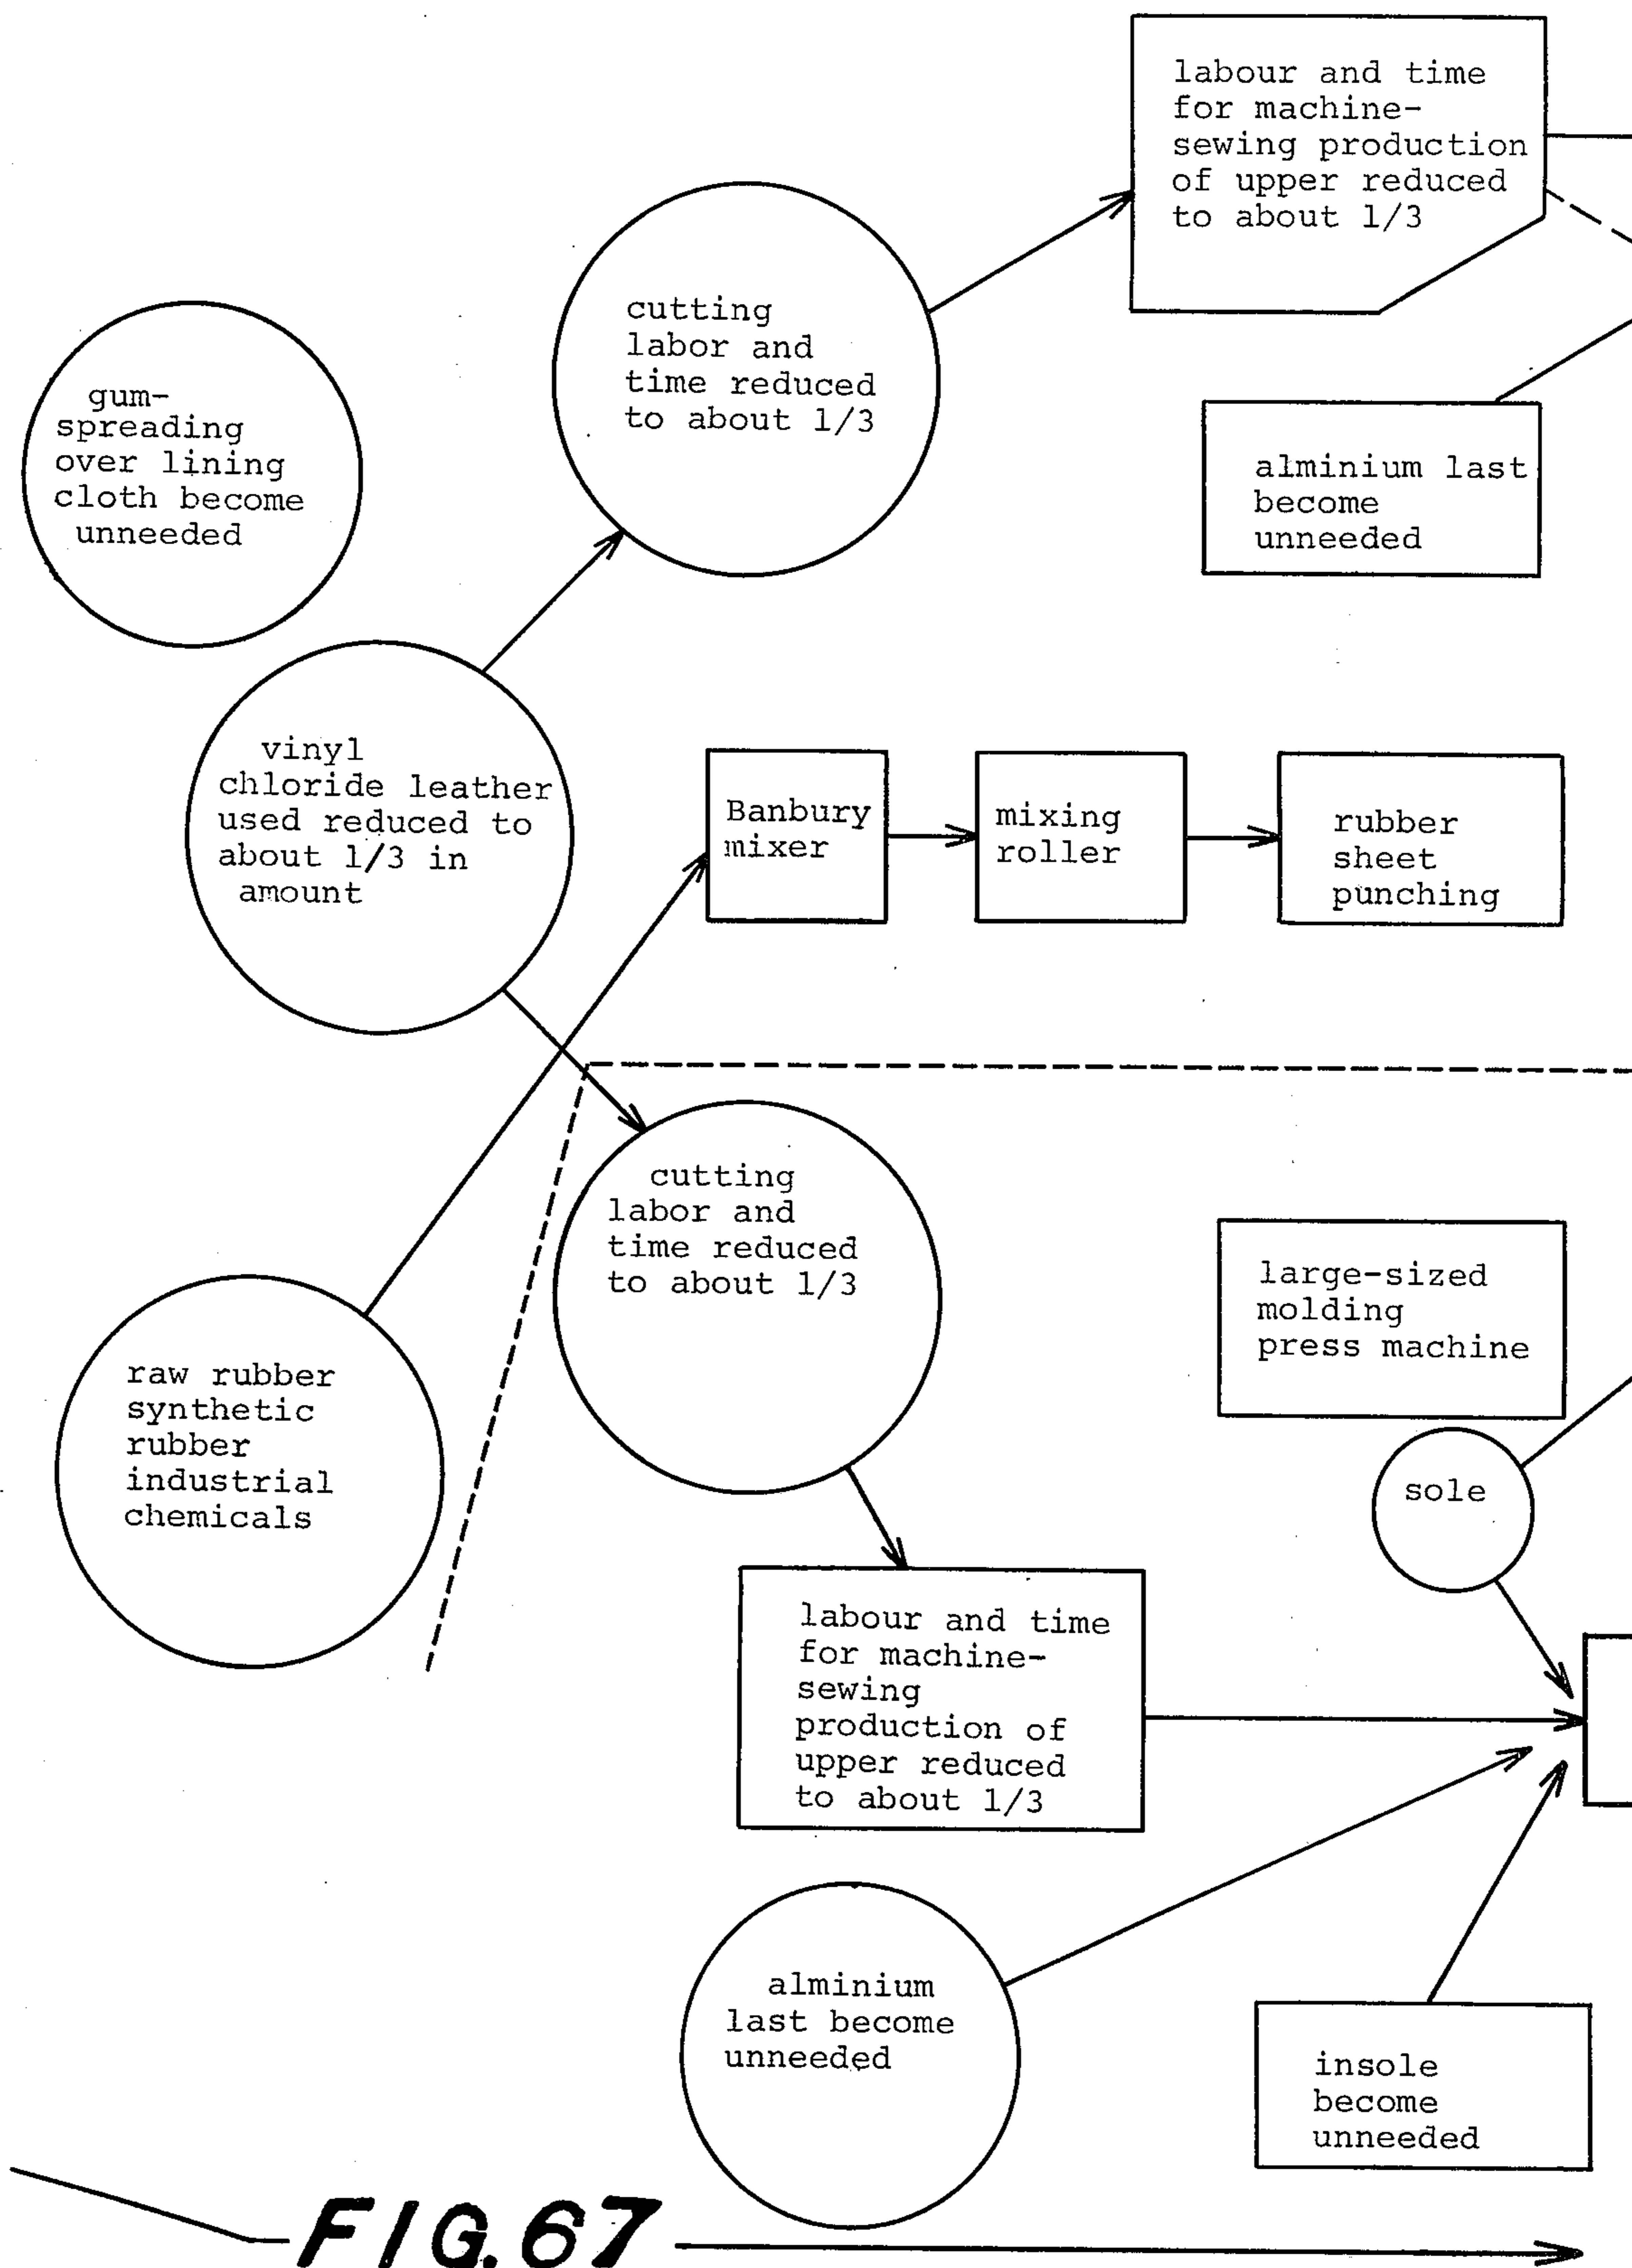 labour and time
for machine-
sewing production
of upper reduced
to about 1/3
cutting
labor and
time reduced
to about 1/3
gum-
spreading
over lining
cloth become
unneeded
alminium last
become
unneeded
vinyl
chloride leather
used reduced to
about 1/3 in
amount
Banbury
mixer
mixing
roller
rubber
sheet
punching
cutting
labor and
time reduced
to about 1/3
large-sized
molding
press machine
raw rubber
synthetic
rubber
industrial
chemicals
sole
labour and time
for machine-
sewing
production of
upper reduced
to about 1/3
alminium
last become
unneeded
insole
become
unneeded
FIG.67